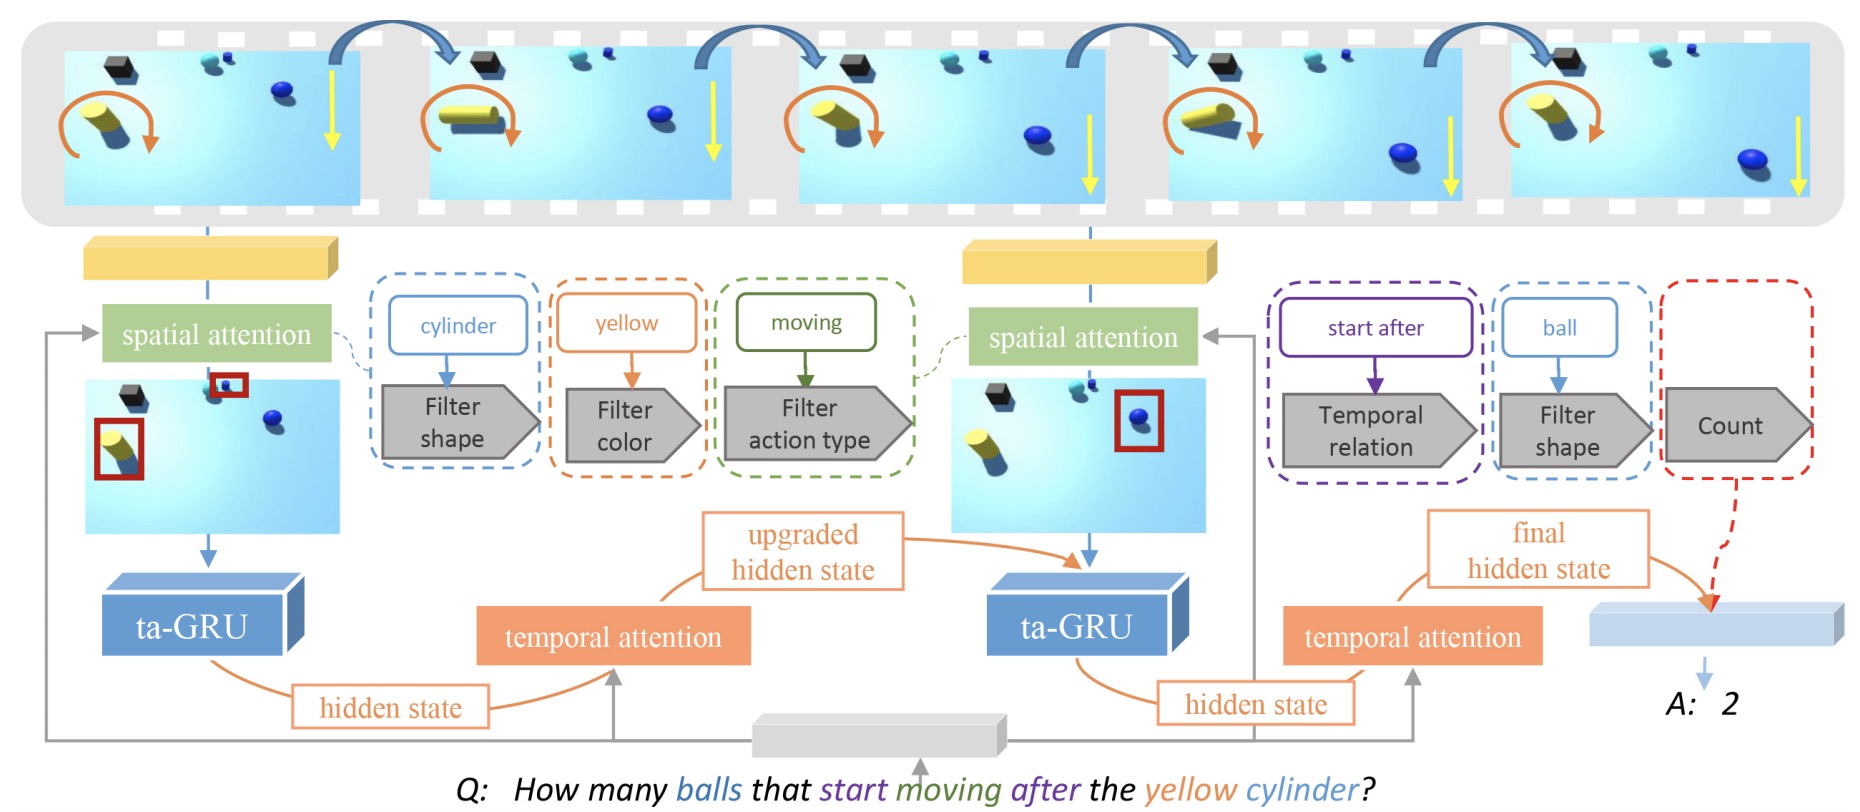 spatial attention
cylinder
Filter
shape
yellow
Filter
color
moving
Filter
action type
spatial attention
start after
Temporal
relation
ball
Filter
shape
Count
ta-GRU
hidden state
temporal attention
upgraded
hidden state
ta-GRU
hidden state
temporal attention
final
hidden state
A: 2
Q: How many balls that start moving after the yellow cylinder?